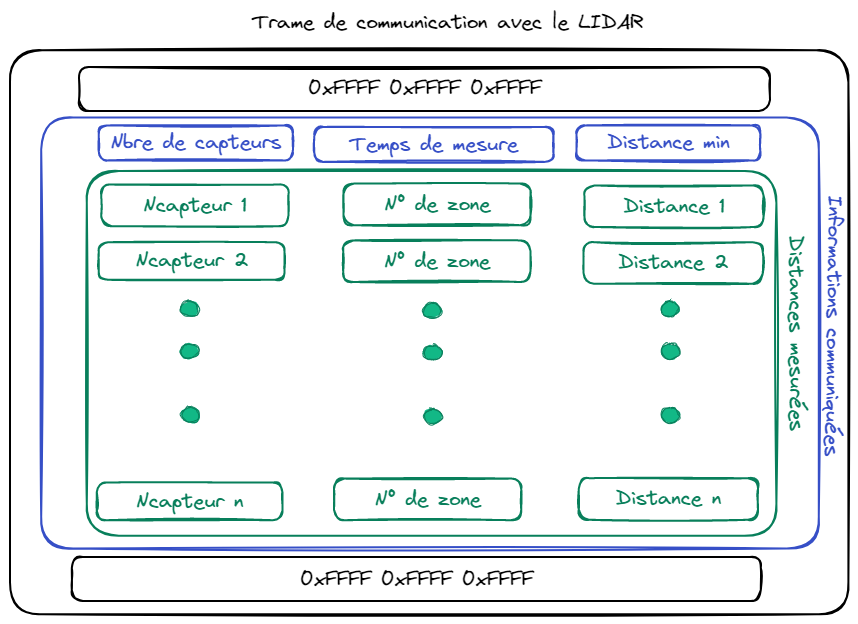 Trame de communication avec le LIDAR
0xFFFF 0xFFFF 0xFFFF
Nbre de capteurs
Temps de mesure
Distance min
Ncapteur 1
N° de zone
Distance 1
Ncapteur 2
N° de zone
Distance 2
Ncapteur n
N° de zone
Distance n
Distances mesurées
Informations communiquées
0xFFFF 0xFFFF 0xFFFF